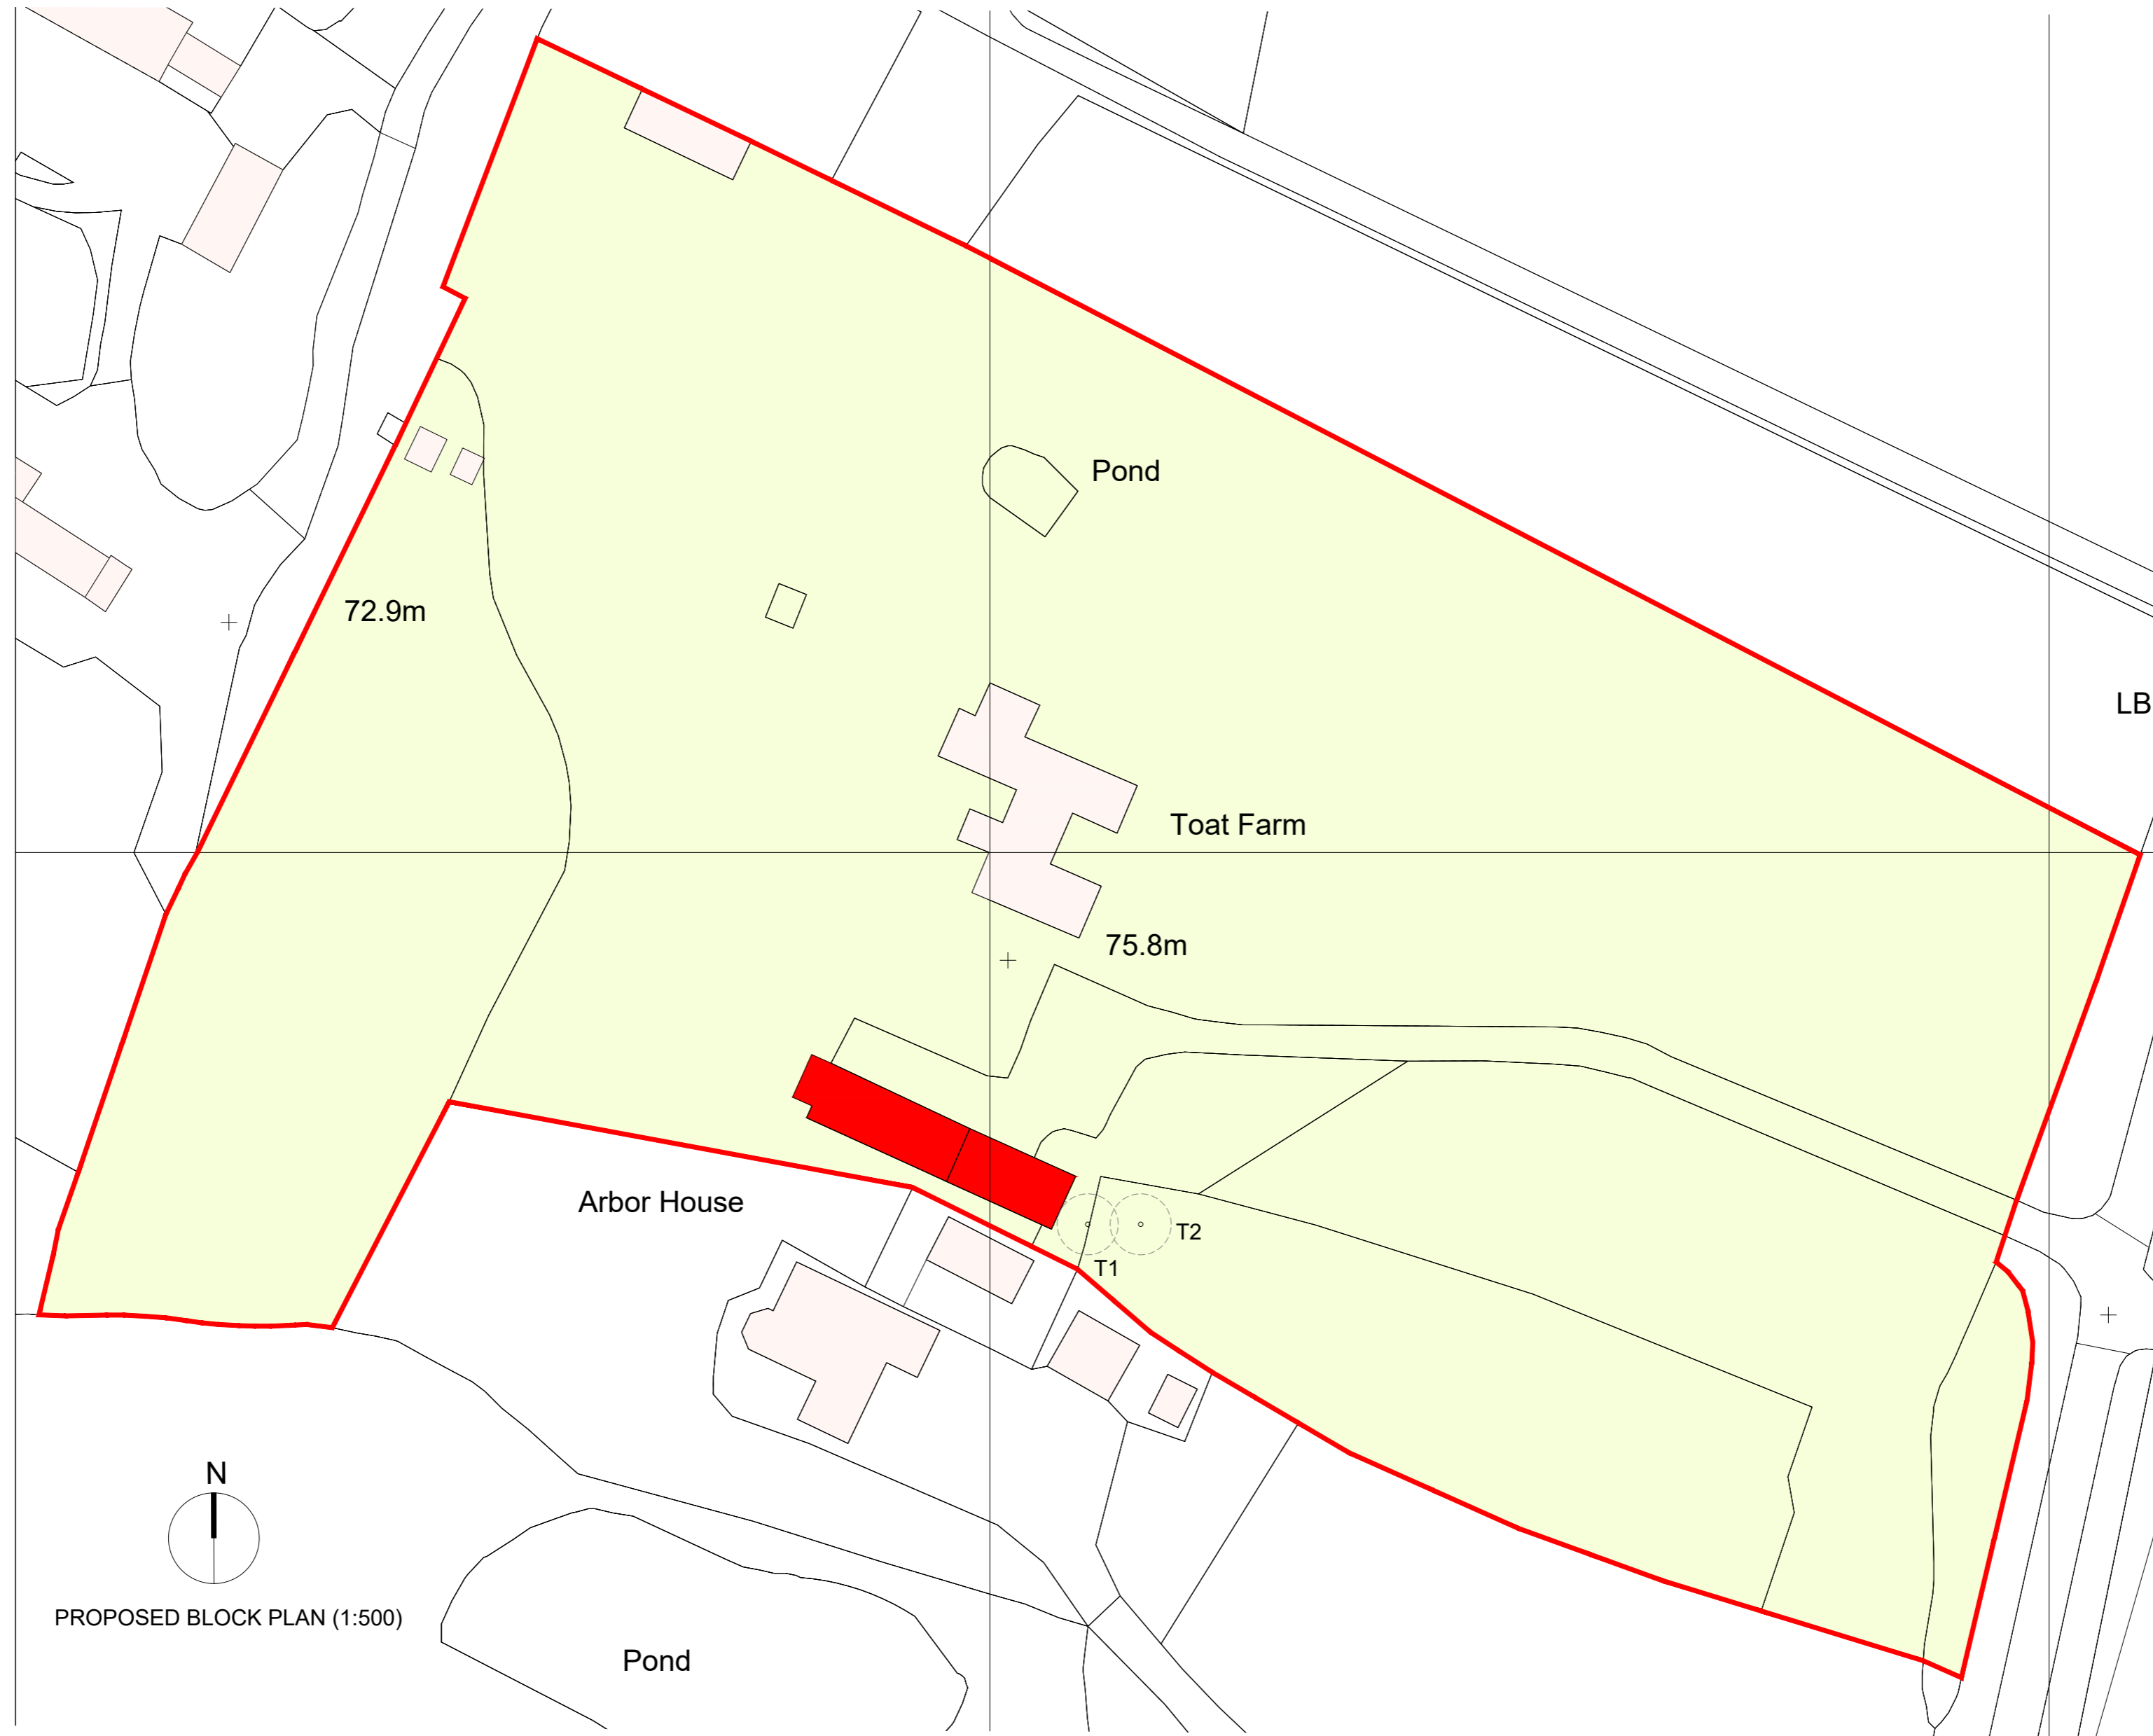 Pond
72.9m
LB
Toat Farm
75.8m
Arbor House
T2
T1
N
PROPOSED BLOCK PLAN (1:500)
Pond